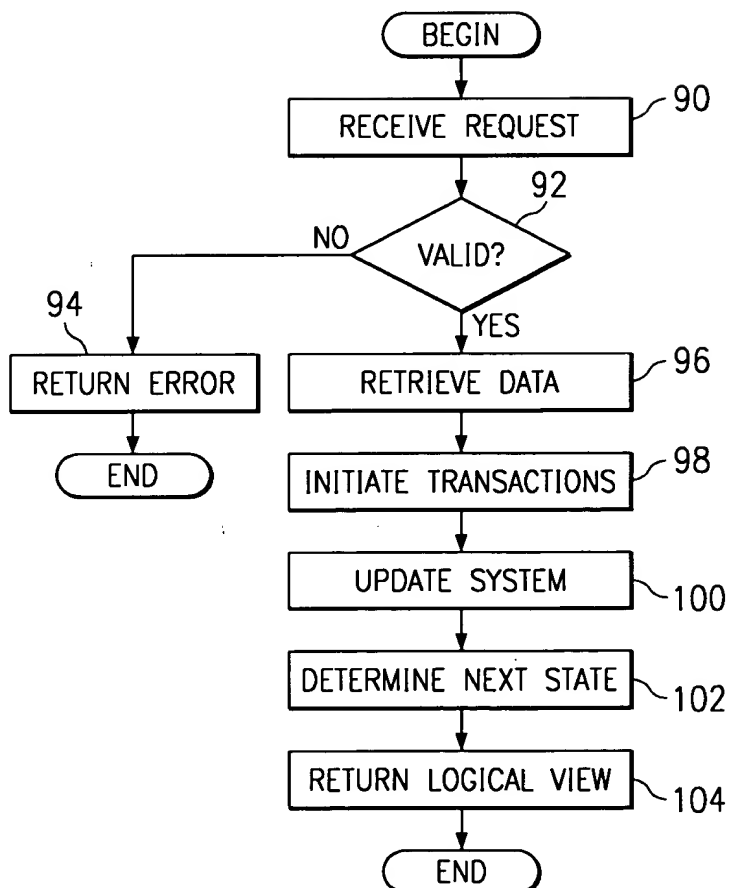 BEGIN
RECEIVE REQUEST
90
92
VALID?
NO
YES
94
RETURN ERROR
END
RETRIEVE DATA
96
INITIATE TRANSACTIONS
98
UPDATE SYSTEM
100
DETERMINE NEXT STATE
102
RETURN LOGICAL VIEW
104
END